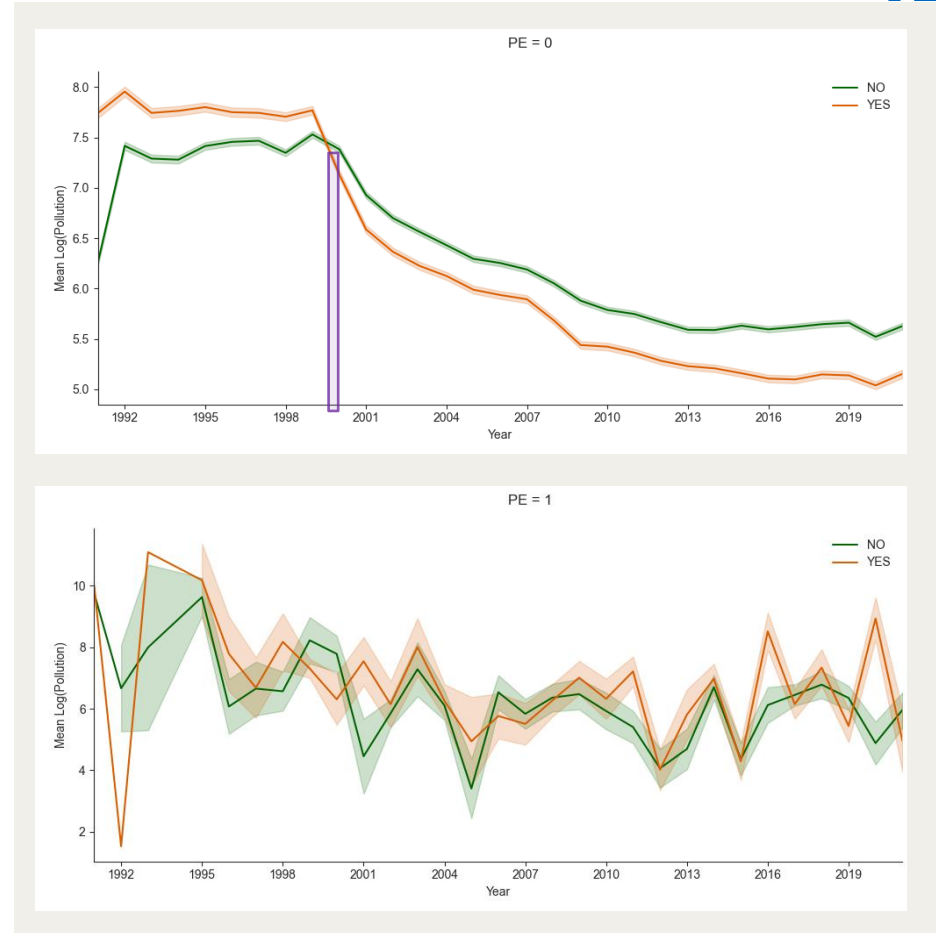 PE = 0
NO
YES
8.0
7.5
7.0
6.5
6.0
5.5
5.0
Mean Log(Pollution)
1992 1995 1998 2001 2004 2007 2010 2013 2016 2019
Year
PE = 1
NO
YES
10
8
6
4
2
Mean Log(Pollution)
1992 1995 1998 2001 2004 2007 2010 2013 2016 2019
Year